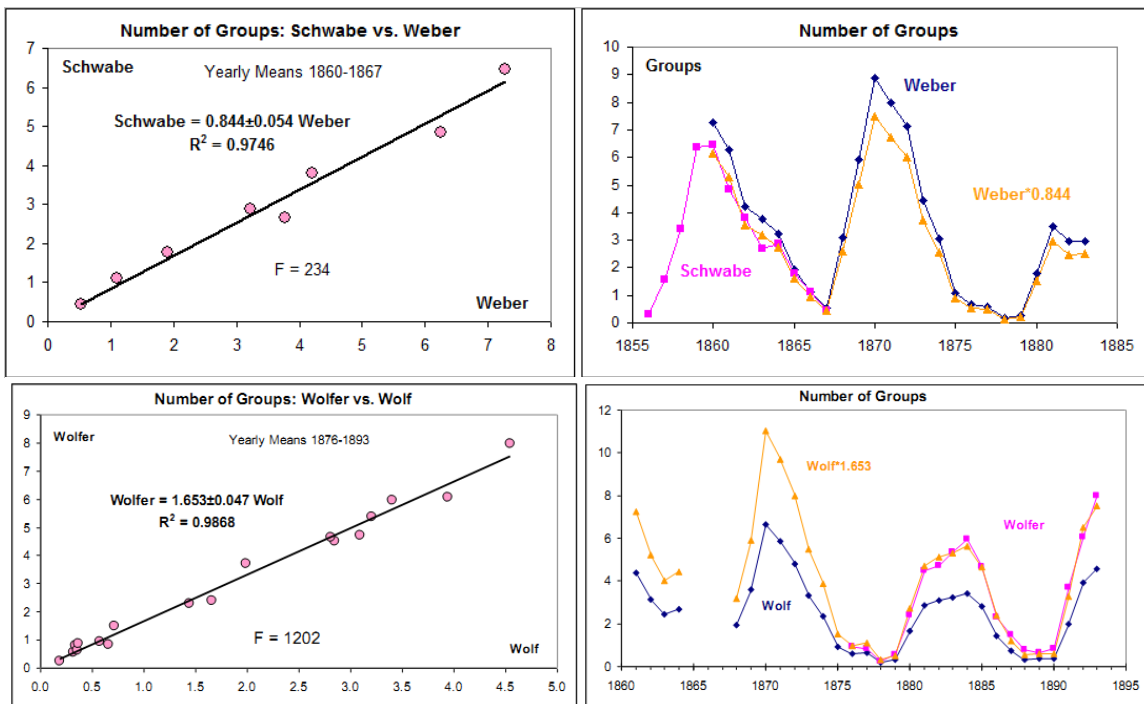 Number of Groups: Schwabe vs. Weber
7
6
5
4
3
2
1
0
Schwabe
Yearly Means 1860-1867
Schwabe = 0.844±0.054 Weber
R² = 0.9746
F = 234
Weber
0 1 2 3 4 5 6 7 8
Number of Groups
10
9
8
7
6
5
4
3
2
1
0
Groups
Weber
Weber*0.844
Schwabe
1855 1860 1865 1870 1875 1880 1885
Number of Groups: Wolfer vs. Wolf
9
8
7
6
5
4
3
2
1
0
Wolfer
Yearly Means 1876-1893
Wolfer = 1.653±0.047 Wolf
R² = 0.9868
F = 1202
Wolf
0.0 0.5 1.0 1.5 2.0 2.5 3.0 3.5 4.0 4.5 5.0
Number of Groups
12
10
8
6
4
2
0
Wolf*1.653
Wolfer
Wolf
1860 1865 1870 1875 1880 1885 1890 1895